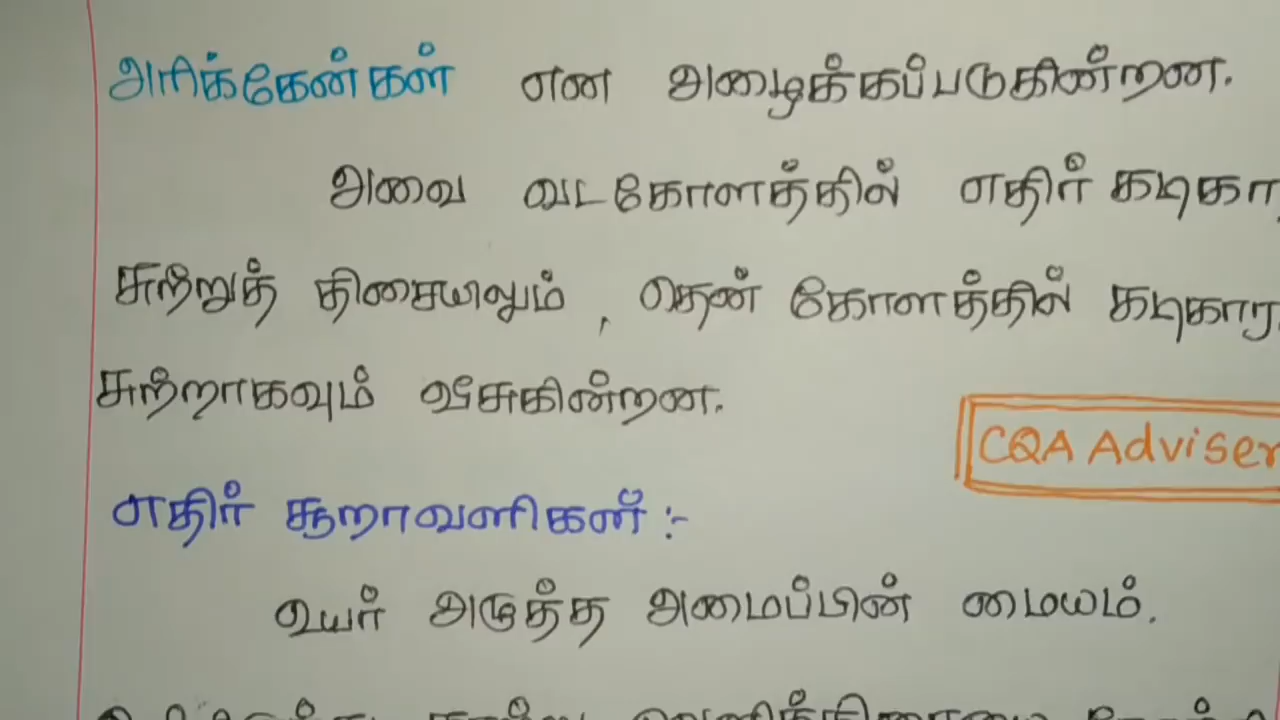 அரிக்கேன்கள் என அழைக்கப்படுகின்றன.
அவை வடகோளத்தில் எதிர் கடிகா
சுற்றுத் திசையிலும், தென் கோளத்தில் கடிகார
சுற்றாகவும் வீசுகின்றன.
CQA Adviser
எதிர் சூறாவளிகள் :-
உயர் அழுத்த அமைப்பின் மையம்.